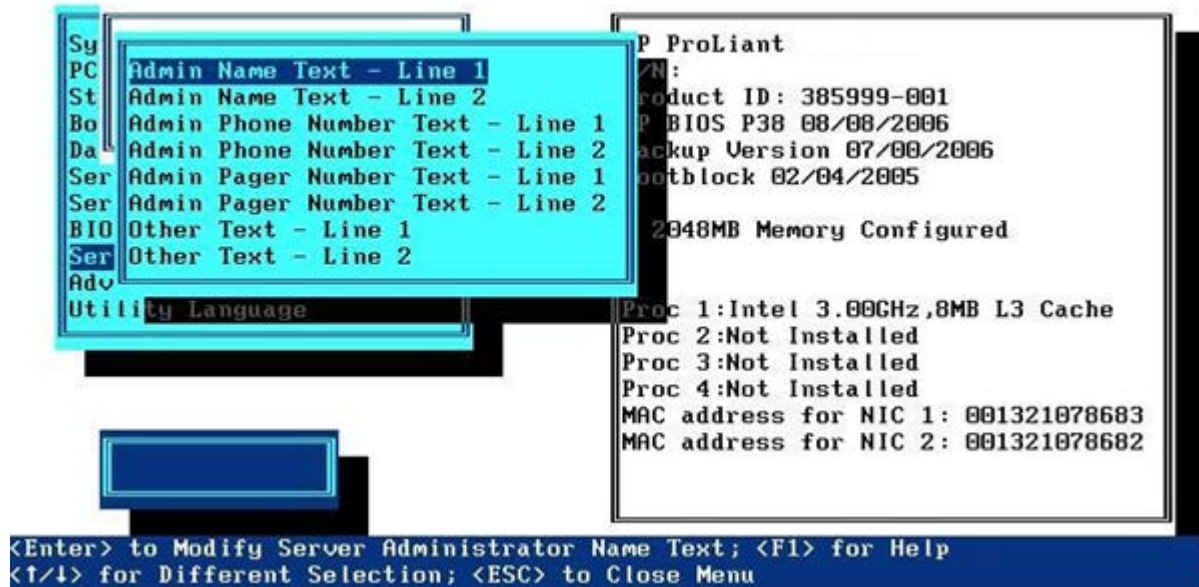 Sy
PC
St
Bo
Da
Ser
Ser
BIO
Ser
Adv
Utility Language
Admin Name Text - Line 1
Admin Name Text - Line 2
Admin Phone Number Text - Line 1
Admin Phone Number Text - Line 2
Admin Pager Number Text - Line 1
Admin Pager Number Text - Line 2
Other Text - Line 1
Other Text - Line 2
P ProLiant
/N:
roduct ID: 385999-001
P BIOS P38 08/08/2006
ackup Version 07/00/2006
ootblock 02/04/2005
2048MB Memory Configured
Proc 1:Intel 3.00GHz,8MB L3 Cache
Proc 2:Not Installed
Proc 3:Not Installed
Proc 4:Not Installed
MAC address for NIC 1: 001321078683
MAC address for NIC 2: 001321078682
<Enter> to Modify Server Administrator Name Text; <F1> for Help
<↑/↓> for Different Selection; <ESC> to Close Menu